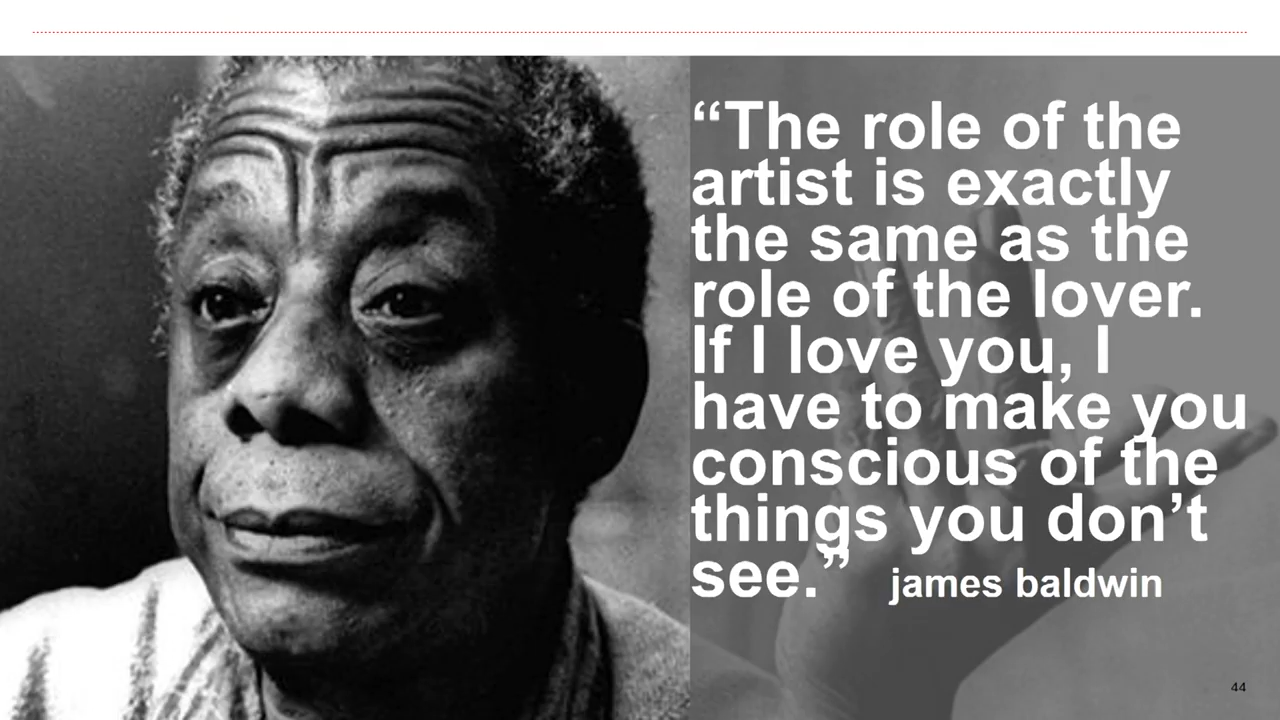 “The role of the
artist is exactly
the same as the
role of the lover.
If I love you, I
have to make you
conscious of the
things you don’t
see.” james baldwin
44